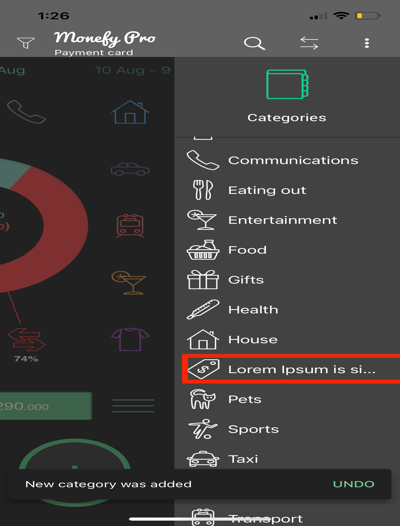 1:26
Monefy Pro
Payment card
Aug
10 Aug - 9
Categories
Communications
Eating out
Entertainment
Food
Gifts
Health
House
Lorem Ipsum is si...
Pets
74%
Sports
290.000
Taxi
New category was added
UNDO
Transport